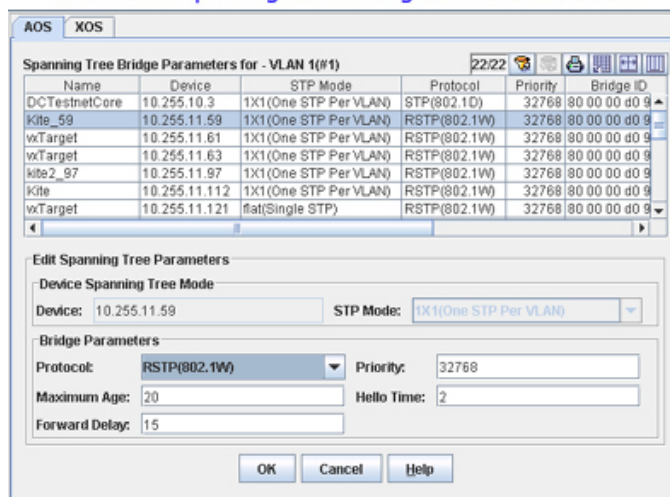 AOS XOS
Spanning Tree Bridge Parameters for - VLAN 1(#1) 22/22
Name Device STP Mode Protocol Priority Bridge ID
DCTestnetCore 10.255.10.3 1X1(One STP Per VLAN) STP(802.1D) 32768 80 00 00 d0 9
Kite_59 10.255.11.59 1X1(One STP Per VLAN) RSTP(802.1W) 32768 80 00 00 d0 9
vxTarget 10.255.11.61 1X1(One STP Per VLAN) RSTP(802.1W) 32768 80 00 00 d0 9
vxTarget 10.255.11.63 1X1(One STP Per VLAN) RSTP(802.1W) 32768 80 00 00 d0 9
kite2_97 10.255.11.97 1X1(One STP Per VLAN) RSTP(802.1W) 32768 80 00 00 d0 9
Kite 10.255.11.112 1X1(One STP Per VLAN) RSTP(802.1W) 32768 80 00 00 d0 9
vxTarget 10.255.11.121 flat(Single STP) RSTP(802.1W) 32768 80 00 00 d0 9
Edit Spanning Tree Parameters
Device Spanning Tree Mode
Device: 10.255.11.59 STP Mode: 1X1(One STP Per VLAN)
Bridge Parameters
Protocol: RSTP(802.1W) Priority: 32768
Maximum Age: 20 Hello Time: 2
Forward Delay: 15
OK Cancel Help